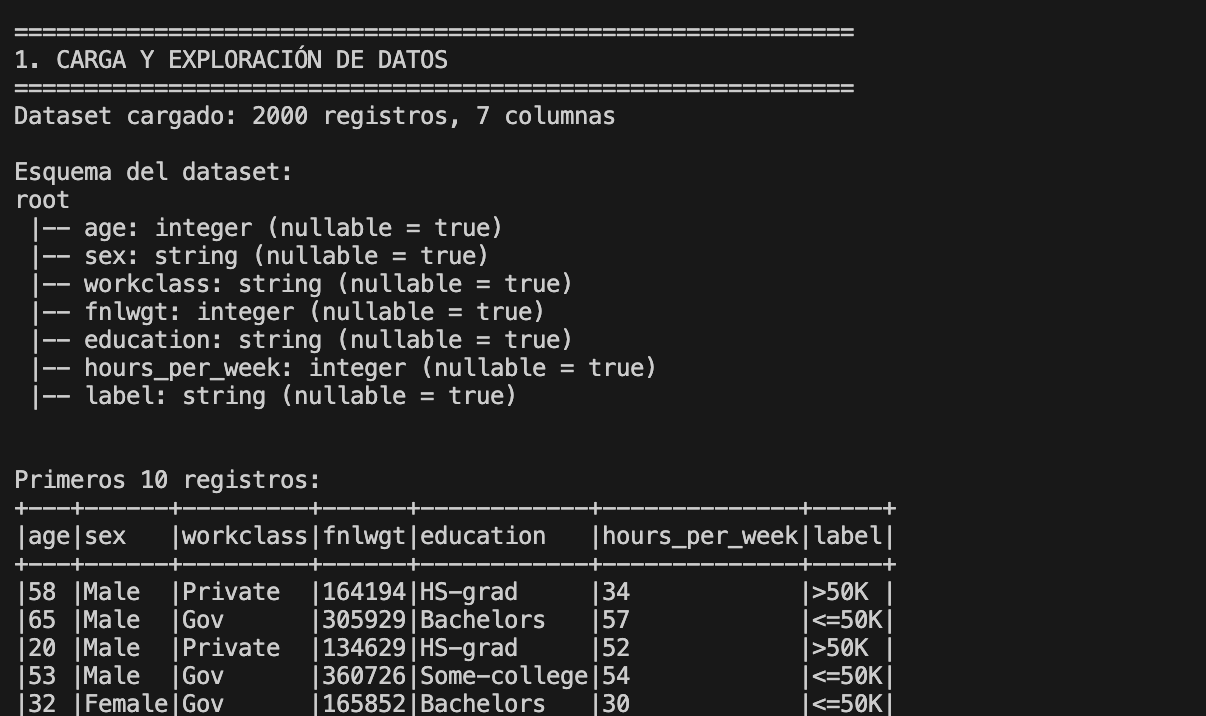 ============================================================
1. CARGA Y EXPLORACIÓN DE DATOS
============================================================
Dataset cargado: 2000 registros, 7 columnas
Esquema del dataset:
root
 |-- age: integer (nullable = true)
 |-- sex: string (nullable = true)
 |-- workclass: string (nullable = true)
 |-- fnlwgt: integer (nullable = true)
 |-- education: string (nullable = true)
 |-- hours_per_week: integer (nullable = true)
 |-- label: string (nullable = true)
Primeros 10 registros:
+---+------+---------+------+------------+--------------+-----+
|age|sex   |workclass|fnlwgt|education   |hours_per_week|label|
+---+------+---------+------+------------+--------------+-----+
|58 |Male  |Private  |164194|HS-grad     |34            |>50K |
|65 |Male  |Gov      |305929|Bachelors   |57            |<=50K|
|20 |Male  |Private  |134629|HS-grad     |52            |>50K |
|53 |Male  |Gov      |360726|Some-college|54            |<=50K|
|32 |Female|Gov      |165852|Bachelors   |30            |<=50K|